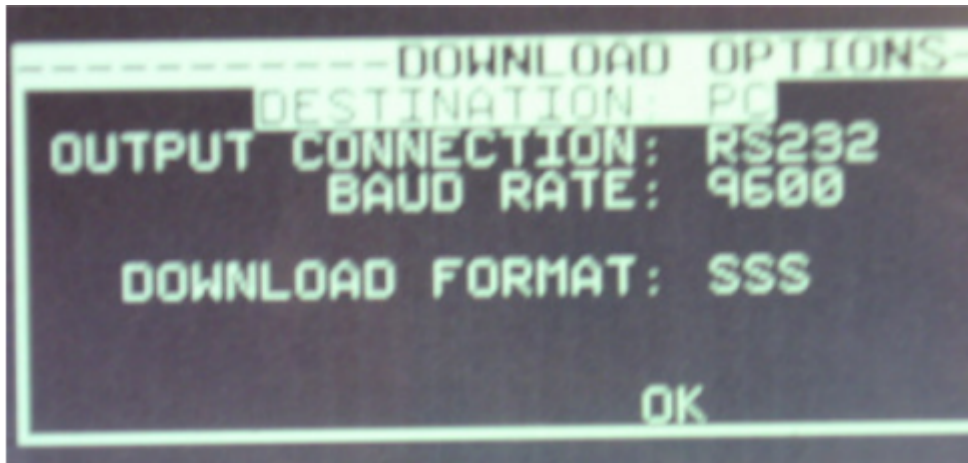 ------------DOWNLOAD OPTIONS-
DESTINATION: PC
OUTPUT CONNECTION: RS232
BAUD RATE: 9600
DOWNLOAD FORMAT: SSS
OK